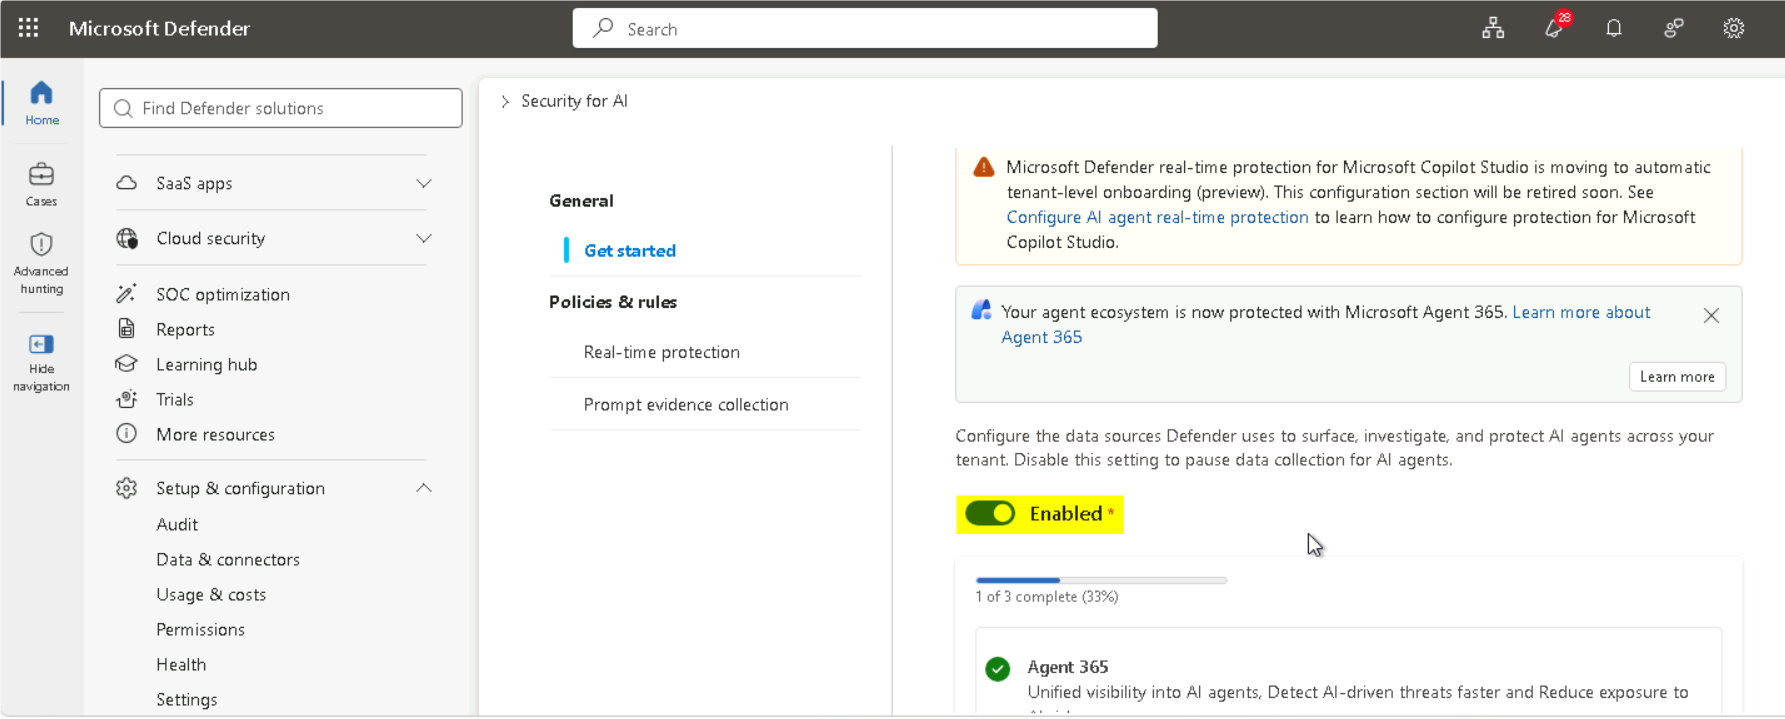 Microsoft Defender
Search
28
Home
Cases
Advanced
hunting
Hide
navigation
Find Defender solutions
SaaS apps
Cloud security
SOC optimization
Reports
Learning hub
Trials
More resources
Setup & configuration
Audit
Data & connectors
Usage & costs
Permissions
Health
Settings
Security for AI
General
Get started
Policies & rules
Real-time protection
Prompt evidence collection
Microsoft Defender real-time protection for Microsoft Copilot Studio is moving to automatic
tenant-level onboarding (preview). This configuration section will be retired soon. See
Configure AI agent real-time protection to learn how to configure protection for Microsoft
Copilot Studio.
Your agent ecosystem is now protected with Microsoft Agent 365. Learn more about
Agent 365
Learn more
Configure the data sources Defender uses to surface, investigate, and protect AI agents across your
tenant. Disable this setting to pause data collection for AI agents.
Enabled *
1 of 3 complete (33%)
Agent 365
Unified visibility into AI agents, Detect AI-driven threats faster and Reduce exposure to